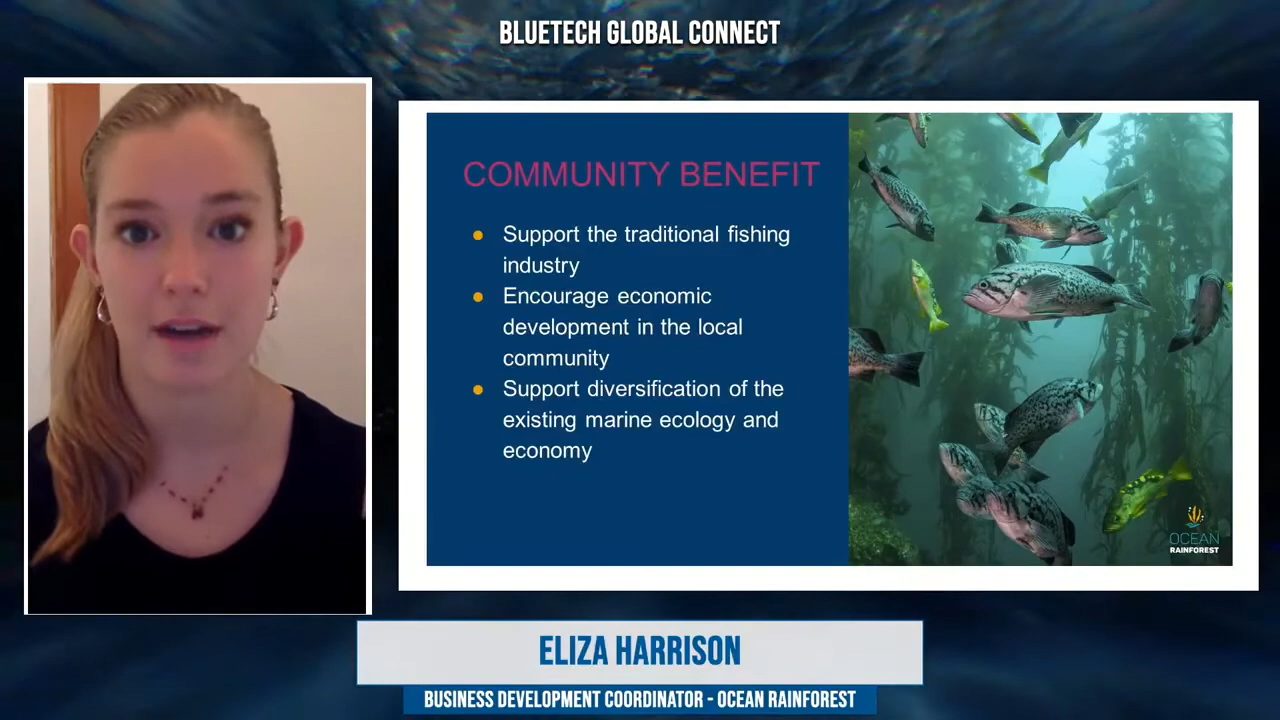 BLUETECH GLOBAL CONNECT
COMMUNITY BENEFIT
Support the traditional fishing
industry
Encourage economic
development in the local
community
Support diversification of the
existing marine ecology and
economy
OCEAN
RAINFOREST
ELIZA HARRISON
BUSINESS DEVELOPMENT COORDINATOR - OCEAN RAINFOREST